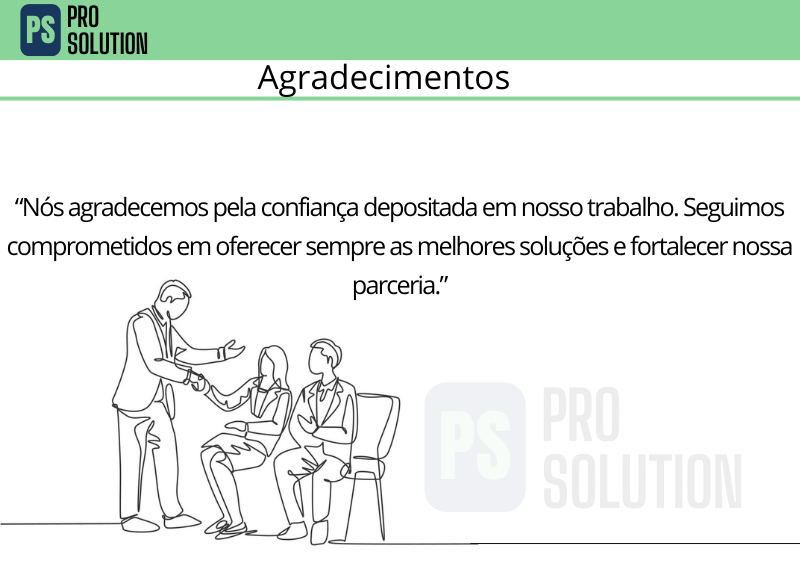 PS PRO
SOLUTION
Agradecimentos
“Nós agradecemos pela confiança depositada em nosso trabalho. Seguimos
comprometidos em oferecer sempre as melhores soluções e fortalecer nossa
parceria.”
PS PRO
SOLUTION